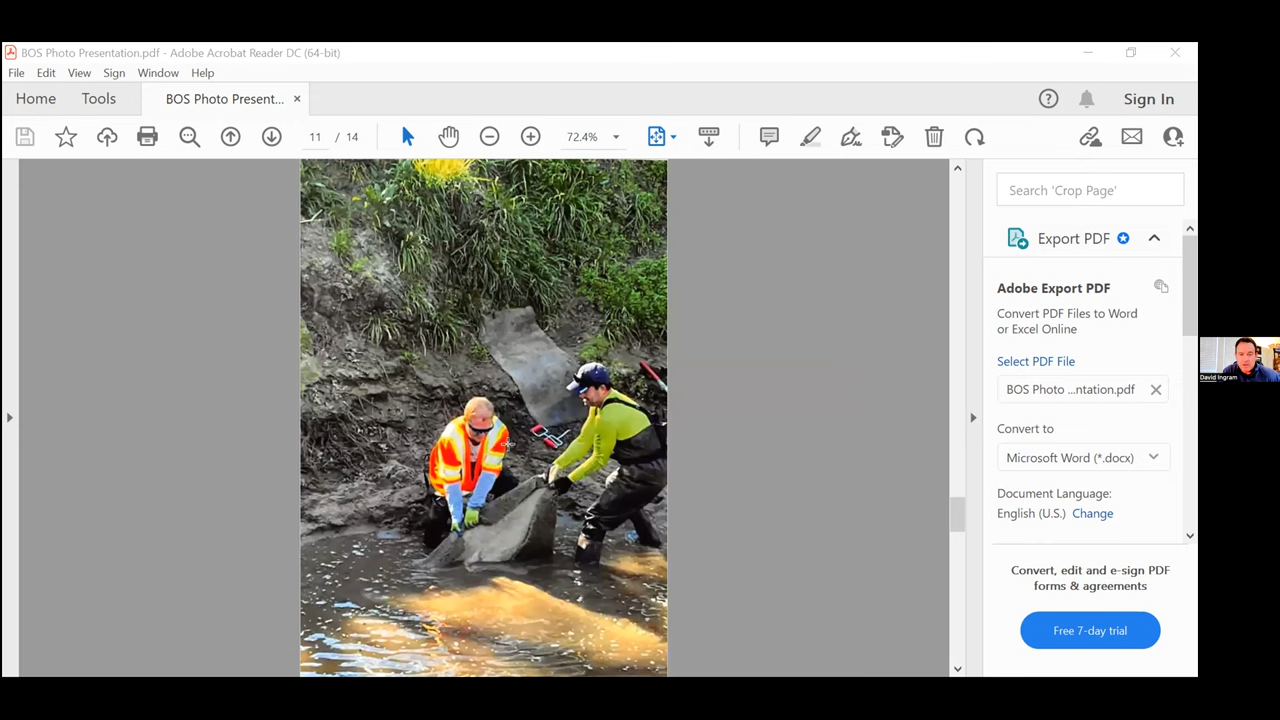 BOS Photo Presentation.pdf - Adobe Acrobat Reader DC (64-bit)
File Edit View Sign Window Help
Home Tools BOS Photo Present... × Sign In
11 / 14 72.4%
Search 'Crop Page'
Export PDF
Adobe Export PDF
Convert PDF Files to Word
or Excel Online
Select PDF File
BOS Photo ...ntation.pdf
Convert to
Microsoft Word (*.docx)
Document Language:
English (U.S.) Change
Convert, edit and e-sign PDF
forms & agreements
Free 7-day trial
David Ingram